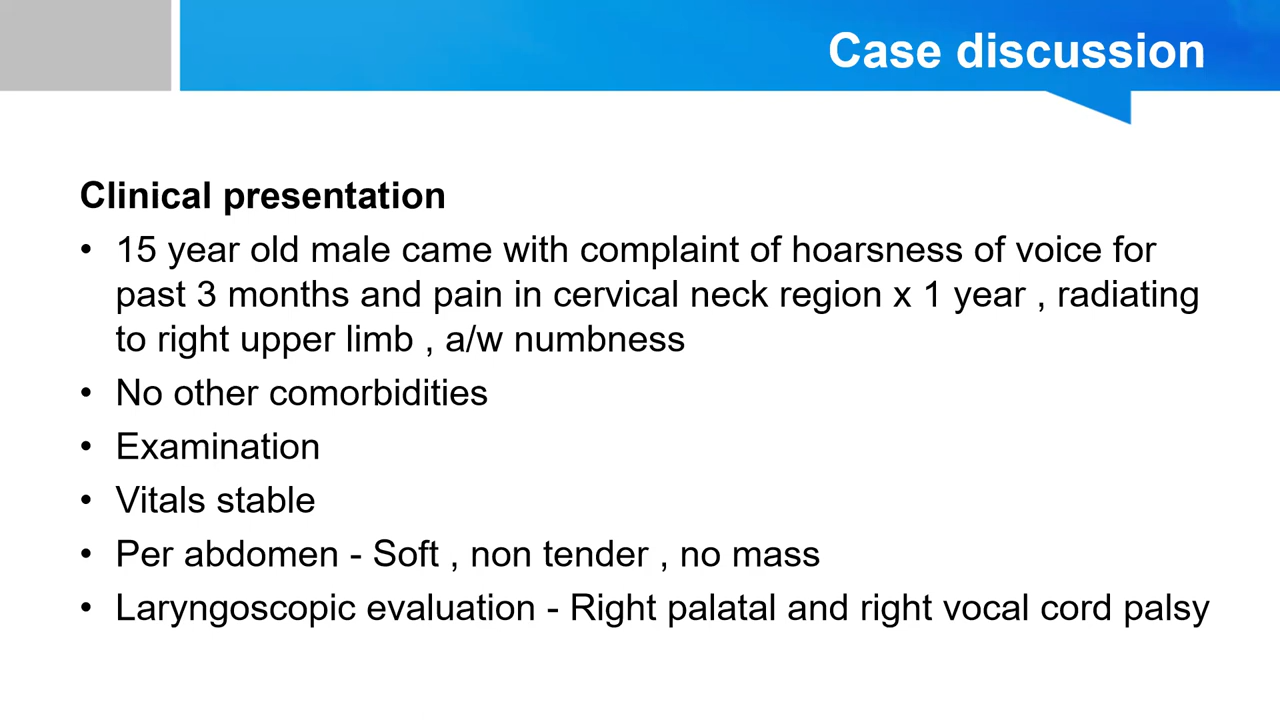 Case discussion
Clinical presentation
• 15 year old male came with complaint of hoarsness of voice for
past 3 months and pain in cervical neck region x 1 year , radiating
to right upper limb , a/w numbness
• No other comorbidities
• Examination
• Vitals stable
• Per abdomen - Soft , non tender , no mass
• Laryngoscopic evaluation - Right palatal and right vocal cord palsy